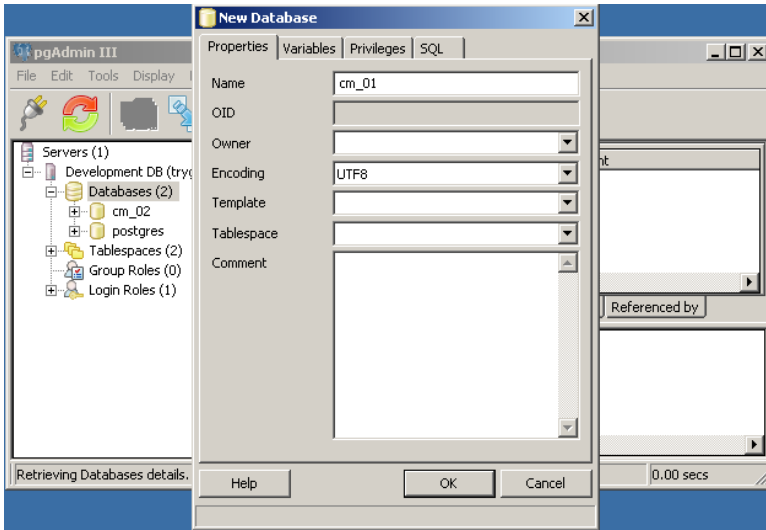 New Database
pgAdmin III
File Edit Tools Display
Properties Variables Privileges SQL
Name cm_01
OID
Owner
Encoding UTF8
Template
Tablespace
Comment
Servers (1)
Development DB
Databases (2)
cm_02
postgres
Tablespaces (2)
Group Roles (0)
Login Roles (1)
Referenced by
Retrieving Databases details.
Help OK Cancel
0.00 secs